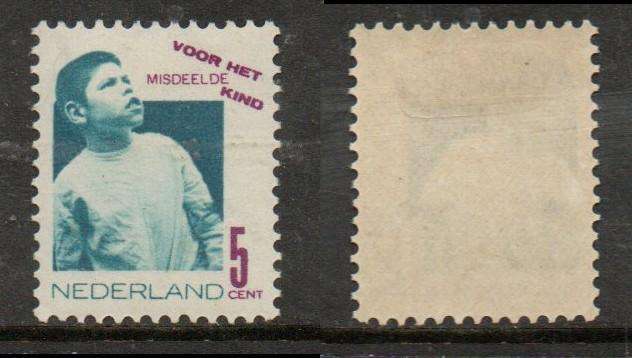 VOOR HET
MISDEELDE
KIND
5
NEDERLAND CENT